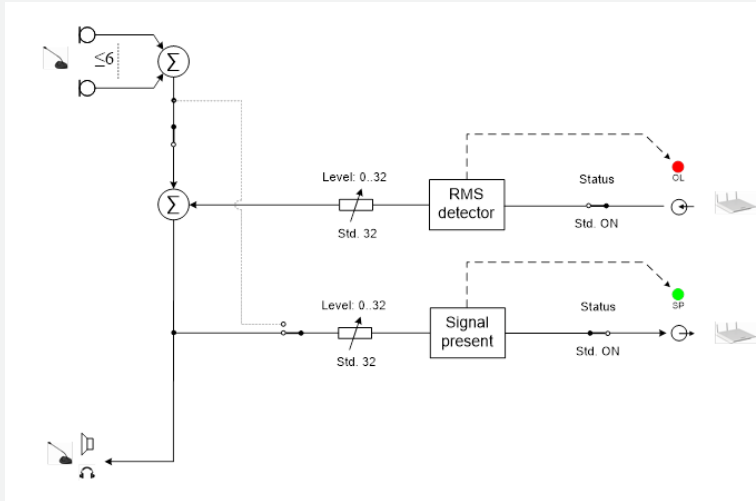 ≤6
Σ
Level: 0..32
Status
CL
RMS
detector
Σ
Std. 32
Std. ON
Level: 0..32
Status
SP
Signal
present
Std. 32
Std. ON